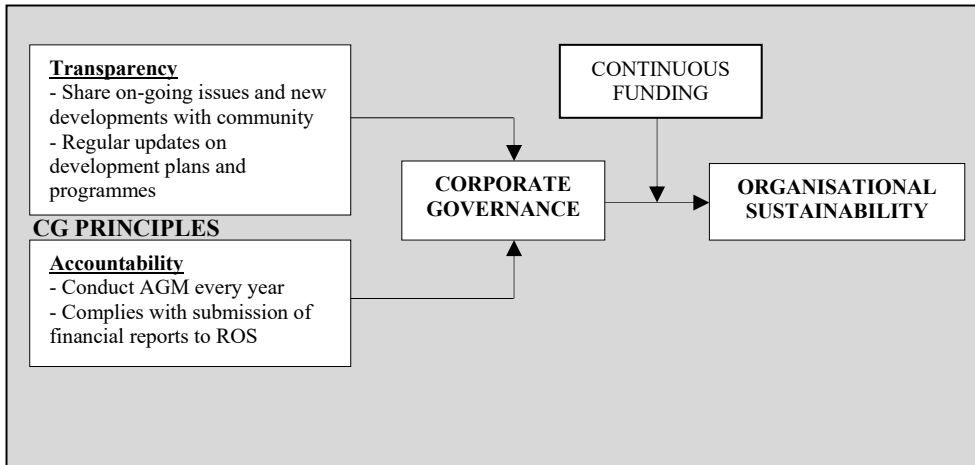 Transparency
- Share on-going issues and new
developments with community
- Regular updates on
development plans and
programmes
CG PRINCIPLES
Accountability
- Conduct AGM every year
- Complies with submission of
financial reports to ROS
CORPORATE
GOVERNANCE
CONTINUOUS
FUNDING
ORGANISATIONAL
SUSTAINABILITY